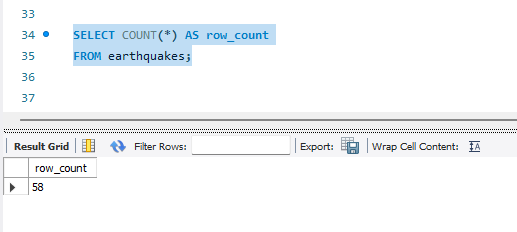 33
34 SELECT COUNT(*) AS row_count
35 FROM earthquakes;
36
37
Result Grid Filter Rows: Export: Wrap Cell Content: IA
row_count
58